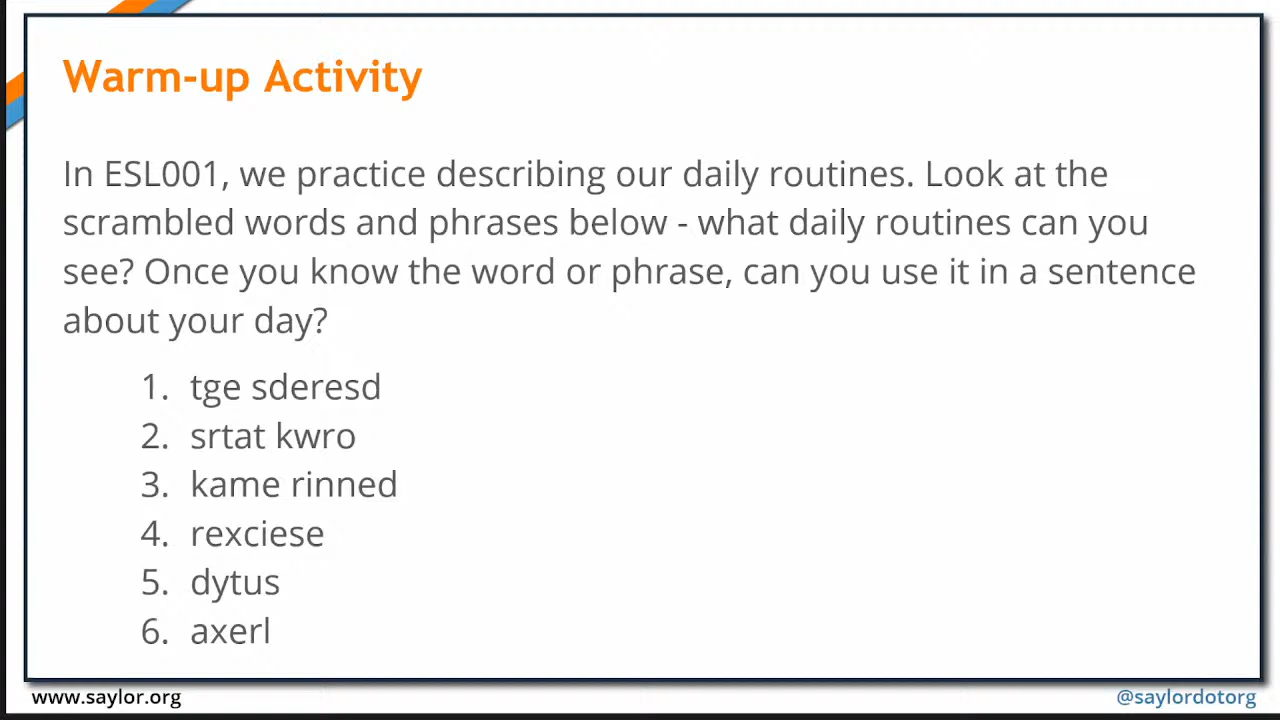 Warm-up Activity
In ESL001, we practice describing our daily routines. Look at the
scrambled words and phrases below - what daily routines can you
see? Once you know the word or phrase, can you use it in a sentence
about your day?
1. tge sderesd
2. srtat kwro
3. kame rinned
4. rexciese
5. dytus
6. axerl
www.saylor.org
@saylordotorg